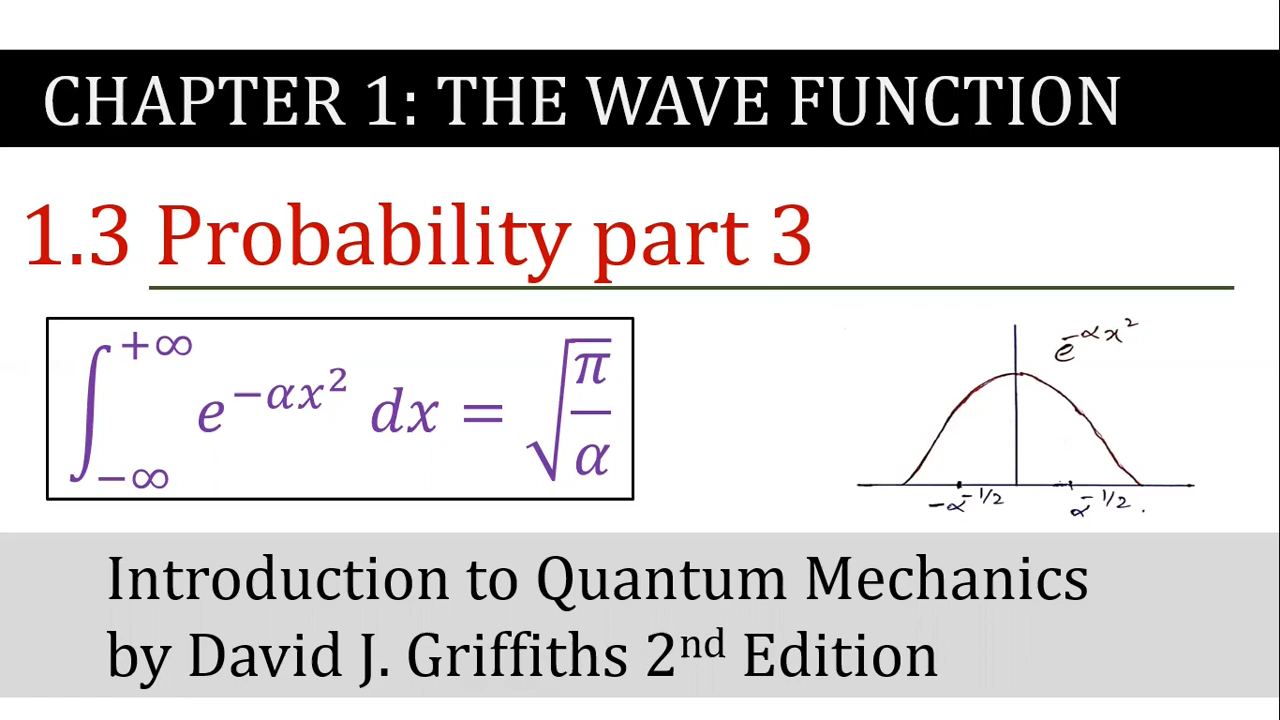 CHAPTER 1: THE WAVE FUNCTION
1.3 Probability part 3
∫_{−∞}^{+∞} e^{−αx²} dx = √(π/α)
e^{−αx²}
−α^{−1/2}
α^{−1/2}
Introduction to Quantum Mechanics
by David J. Griffiths 2nd Edition